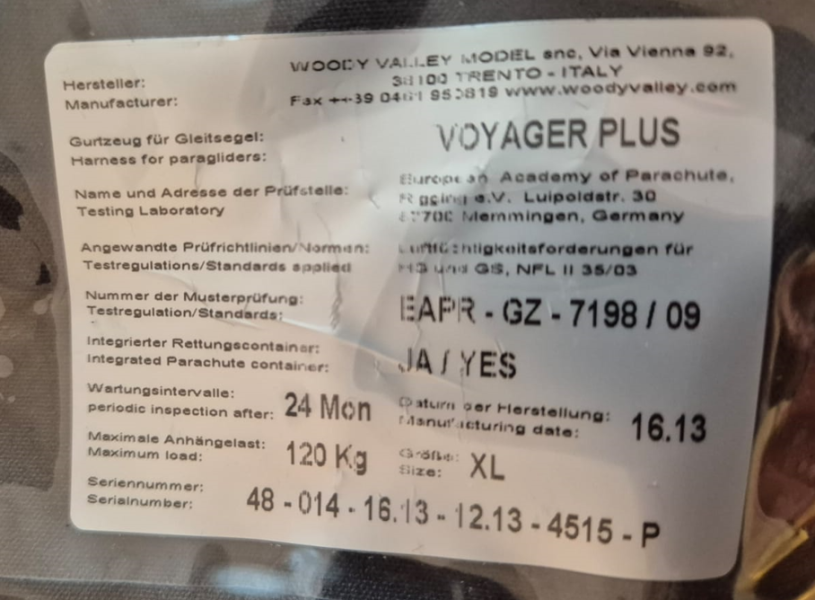 Hersteller:
Manufacturer:
WOODY VALLEY MODEL snc, Via Vienna 92,
38100 TRENTO - ITALY
Fax ++39 0461 950819 www.woodyvalley.com
Gurtzeug für Gleitsegel:
Harness for paragliders:
VOYAGER PLUS
Name und Adresse der Prüfstelle:
Testing Laboratory
European Academy of Parachute,
Rigging e.V. Luipoldstr. 30
87700 Memmingen, Germany
Angewandte Prüfrichtlinien/Normen:
Testregulations/Standards applied
Lufttüchtigkeitsforderungen für
HG und GS, NFL II 35/03
Nummer der Musterprüfung:
Testregulation/Standards:
EAPR - GZ - 7198 / 09
Integrierter Rettungscontainer:
Integrated Parachute container:
JA / YES
Wartungsintervalle:
periodic inspection after:
24 Mon
Datum der Herstellung:
Manufacturing date:
16.13
Maximale Anhängelast:
Maximum load:
120 Kg
Größe:
Size:
XL
Seriennummer:
Serialnumber:
48 - 014 - 16.13 - 12.13 - 4515 - P